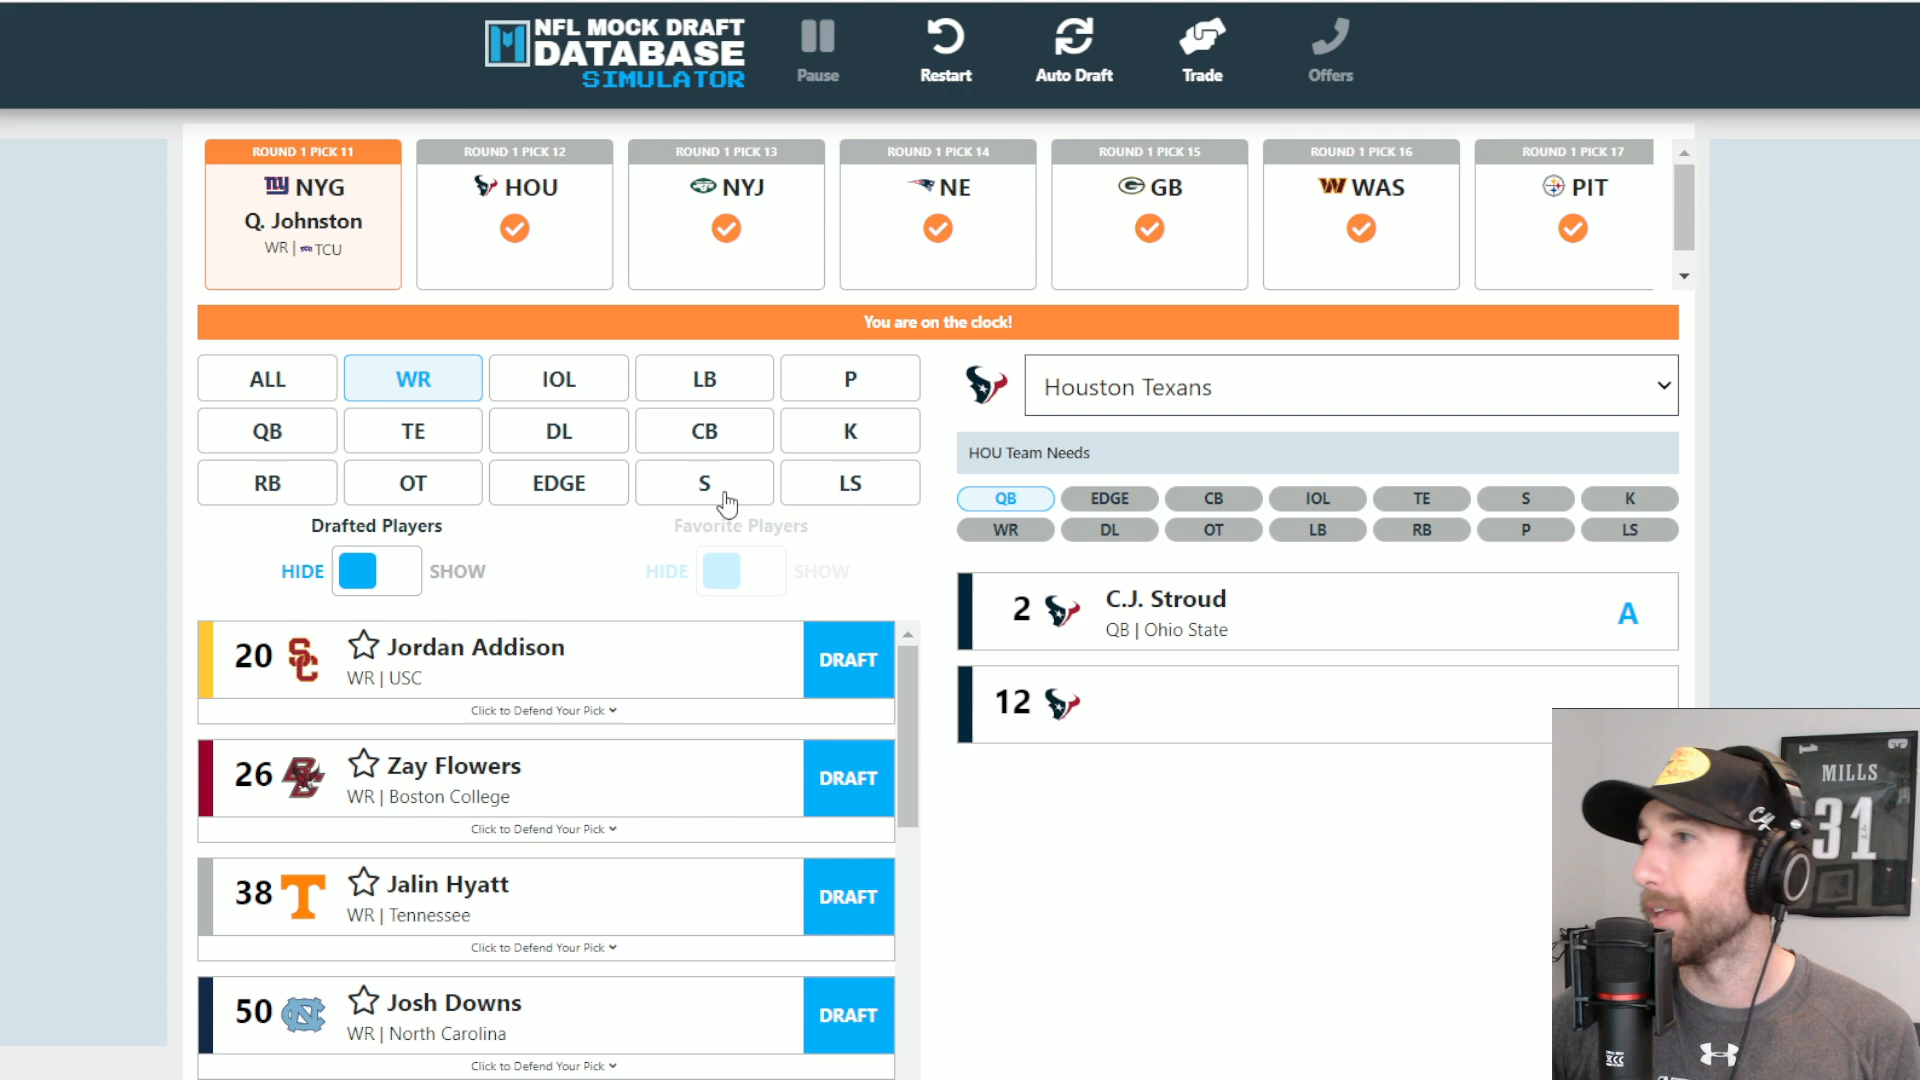 NFL MOCK DRAFT
DATABASE
SIMULATOR
Pause
Restart
Auto Draft
Trade
Offers
ROUND 1 PICK 11
NYG
Q. Johnston
WR | TCU
ROUND 1 PICK 12
HOU
ROUND 1 PICK 13
NYJ
ROUND 1 PICK 14
NE
ROUND 1 PICK 15
GB
ROUND 1 PICK 16
WAS
ROUND 1 PICK 17
PIT
You are on the clock!
ALL WR IOL LB P
QB TE DL CB K
RB OT EDGE S LS
Drafted Players
HIDE SHOW
Favorite Players
HIDE SHOW
20 Jordan Addison
WR | USC
DRAFT
Click to Defend Your Pick
26 Zay Flowers
WR | Boston College
DRAFT
Click to Defend Your Pick
38 Jalin Hyatt
WR | Tennessee
DRAFT
Click to Defend Your Pick
50 Josh Downs
WR | North Carolina
DRAFT
Click to Defend Your Pick
Houston Texans
HOU Team Needs
QB EDGE CB IOL TE S K
WR DL OT LB RB P LS
2 C.J. Stroud
QB | Ohio State
A
12
MILLS
31